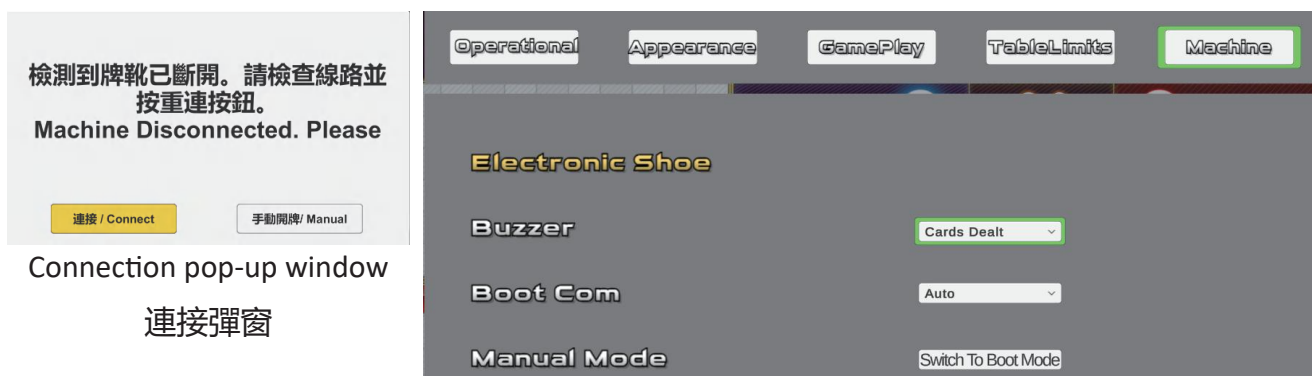 檢測到牌靴已斷開。請檢查線路並
按重連按鈕。
Machine Disconnected. Please
連接 / Connect
手動開牌/ Manual
Connection pop-up window
連接彈窗
Operational
Appearance
GamePlay
TableLimits
Machine
Electronic Shoe
Buzzer
Cards Dealt
Boot Com
Auto
Manual Mode
Switch To Boot Mode